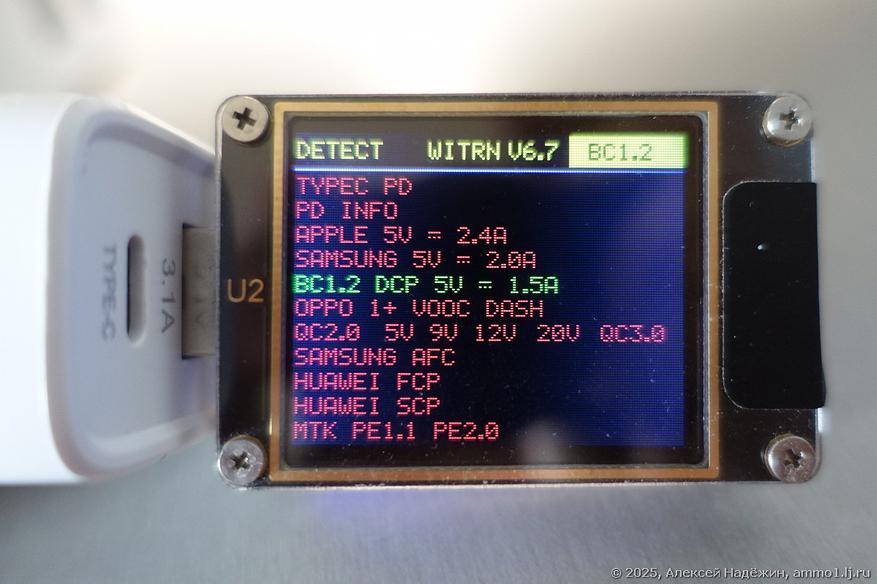 DETECT WITRN V6.7 BC1.2
TYPEC PD
PD INFO
APPLE 5V ⎓ 2.4A
SAMSUNG 5V ⎓ 2.0A
BC1.2 DCP 5V ⎓ 1.5A
OPPO 1+ VOOC DASH
QC2.0 5V 9V 12V 20V QC3.0
SAMSUNG AFC
HUAWEI FCP
HUAWEI SCP
MTK PE1.1 PE2.0
U2
TYPE-C
3.1A
© 2025, Алексей Надёжин, ammo1.lj.ru